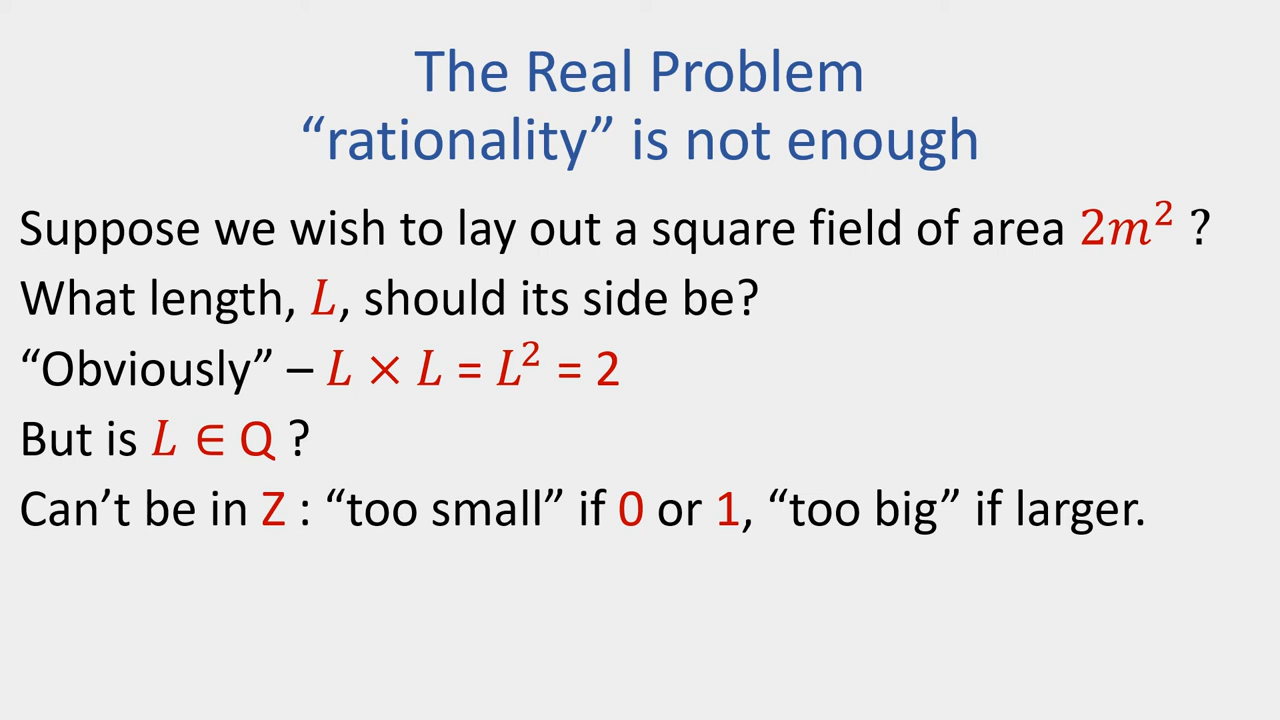 The Real Problem
“rationality” is not enough
Suppose we wish to lay out a square field of area 2m² ?
What length, L, should its side be?
“Obviously” – L × L = L² = 2
But is L ∈ Q ?
Can’t be in Z : “too small” if 0 or 1, “too big” if larger.